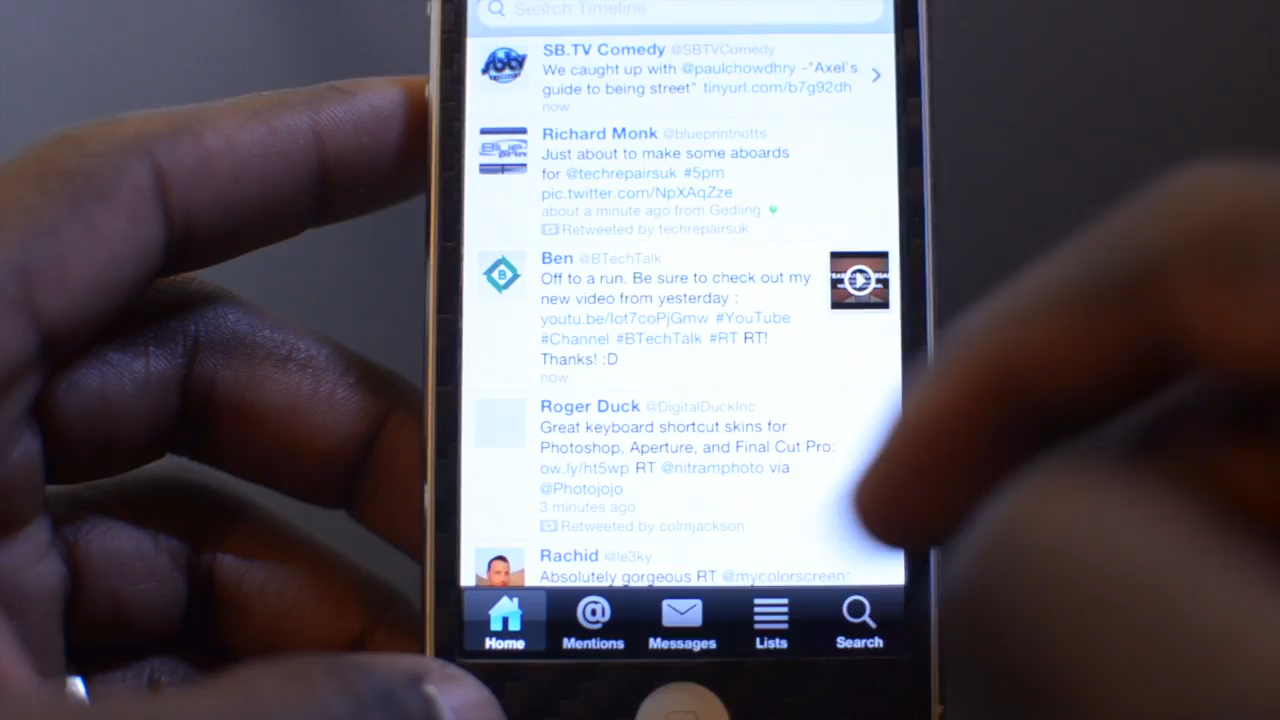 Search Timeline
SB.TV Comedy @SBTVComedy
We caught up with @paulchowdhry -"Axel's
guide to being street" tinyurl.com/b7g92dh
now
Richard Monk @blueprintnotts
Just about to make some aboards
for @techrepairsuk #5pm
pic.twitter.com/NpXAqZze
about a minute ago from Gedling
Retweeted by techrepairsuk
Ben @BTechTalk
Off to a run. Be sure to check out my
new video from yesterday :
youtu.be/Iot7coPjGmw #YouTube
#Channel #BTechTalk #RT RT!
Thanks! :D
now
B
Roger Duck @DigitalDuckInc
Great keyboard shortcut skins for
Photoshop, Aperture, and Final Cut Pro:
ow.ly/ht5wp RT @nitramphoto via
@Photojojo
3 minutes ago
Retweeted by colmjackson
Rachid @le3ky
Absolutely gorgeous RT @mycolorscreen:
Home Mentions Messages Lists Search